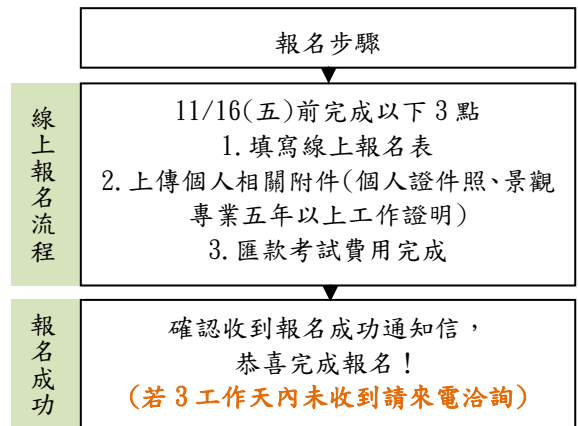 報名步驟
線上報名流程
11/16(五)前完成以下 3 點
1.填寫線上報名表
2.上傳個人相關附件(個人證件照、景觀
專業五年以上工作證明)
3.匯款考試費用完成
報名成功
確認收到報名成功通知信，
恭喜完成報名！
(若 3 工作天內未收到請來電洽詢)